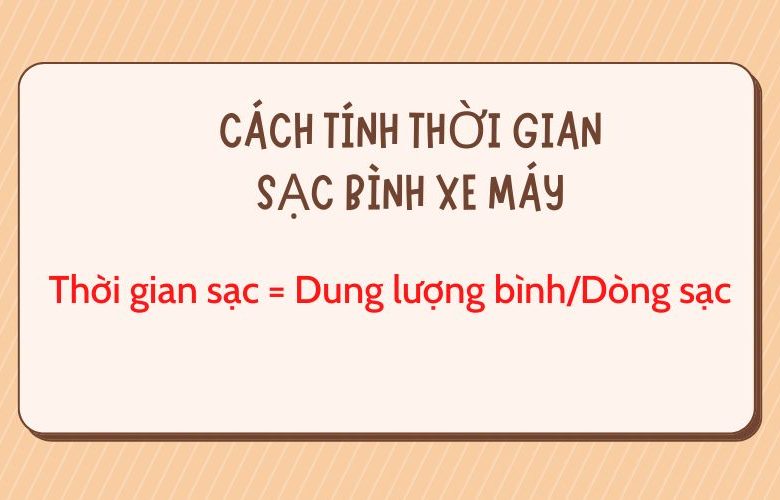 CÁCH TÍNH THỜI GIAN
SẠC BÌNH XE MÁY
Thời gian sạc = Dung lượng bình/Dòng sạc